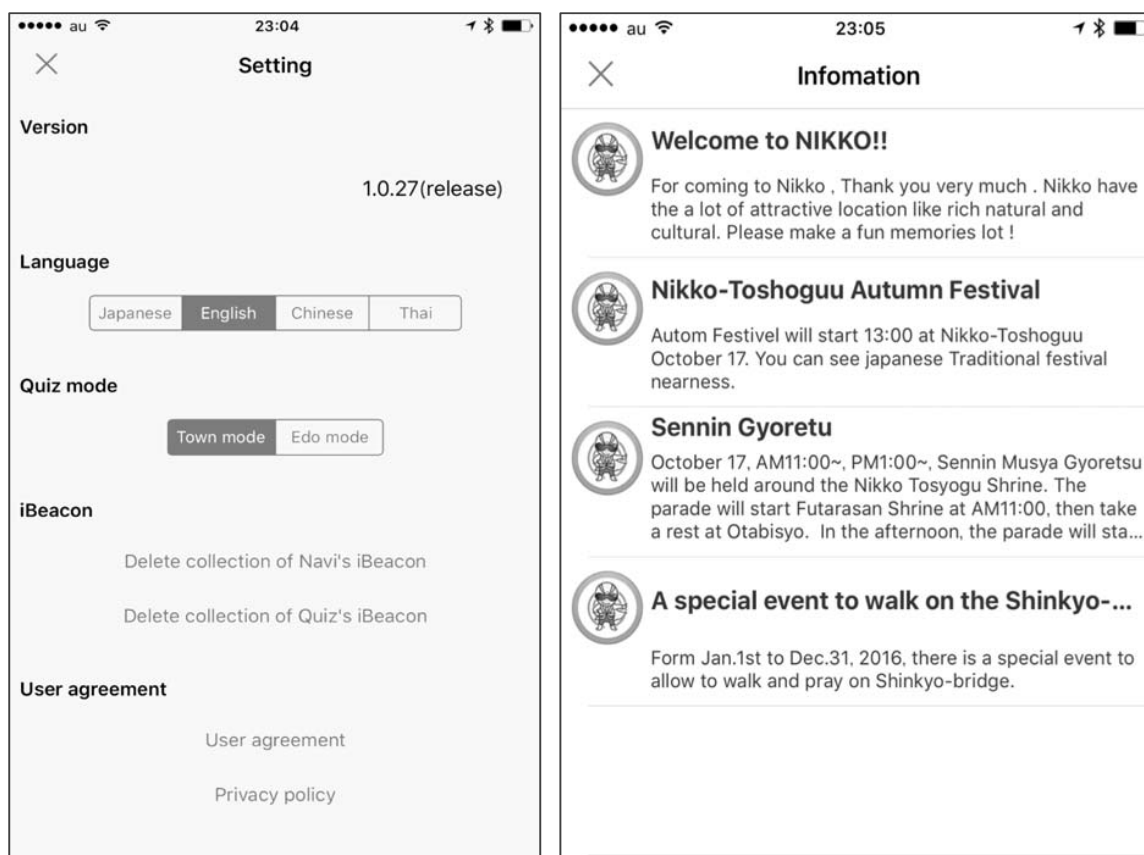 au
23:04
Setting
Version
1.0.27(release)
Language
Japanese English Chinese Thai
Quiz mode
Town mode Edo mode
iBeacon
Delete collection of Navi's iBeacon
Delete collection of Quiz's iBeacon
User agreement
User agreement
Privacy policy
au
23:05
Infomation
Welcome to NIKKO!!
For coming to Nikko , Thank you very much . Nikko have
the a lot of attractive location like rich natural and
cultural. Please make a fun memories lot !
Nikko-Toshoguu Autumn Festival
Autom Festivel will start 13:00 at Nikko-Toshoguu
October 17. You can see japanese Traditional festival
nearness.
Sennin Gyoretu
October 17, AM11:00~, PM1:00~, Sennin Musya Gyoretsu
will be held around the Nikko Tosyogu Shrine. The
parade will start Futarasan Shrine at AM11:00, then take
a rest at Otabisyo. In the afternoon, the parade will sta...
A special event to walk on the Shinkyo-...
Form Jan.1st to Dec.31, 2016, there is a special event to
allow to walk and pray on Shinkyo-bridge.